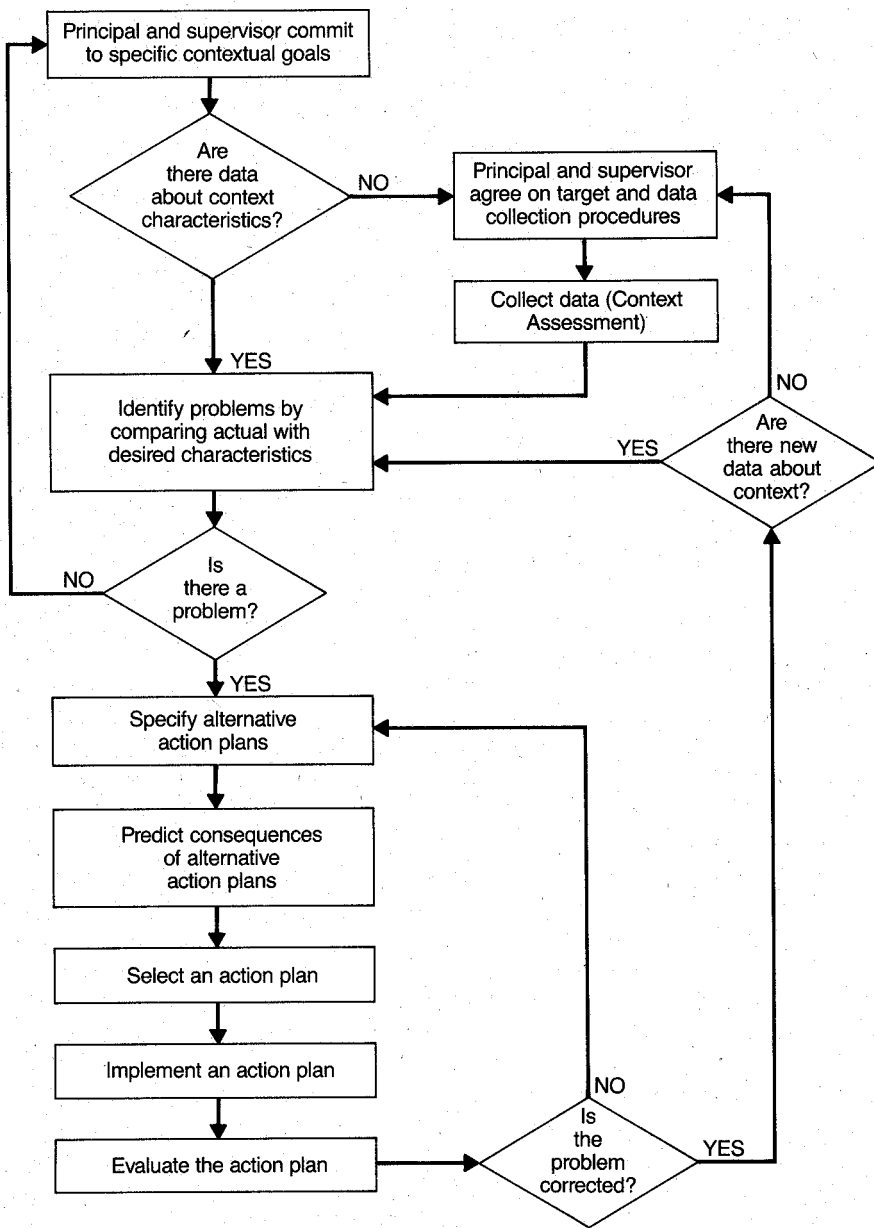 Principal and supervisor commit
to specific contextual goals
Are
there data
about context
characteristics?
NO
Principal and supervisor
agree on target and data
collection procedures
Collect data (Context
Assessment)
YES
Identify problems by
comparing actual with
desired characteristics
NO
Are
there new
data about
context?
YES
Is
there a
problem?
NO
YES
Specify alternative
action plans
Predict consequences
of alternative
action plans
Select an action plan
Implement an action plan
Evaluate the action plan
NO
Is
the
problem
corrected?
YES